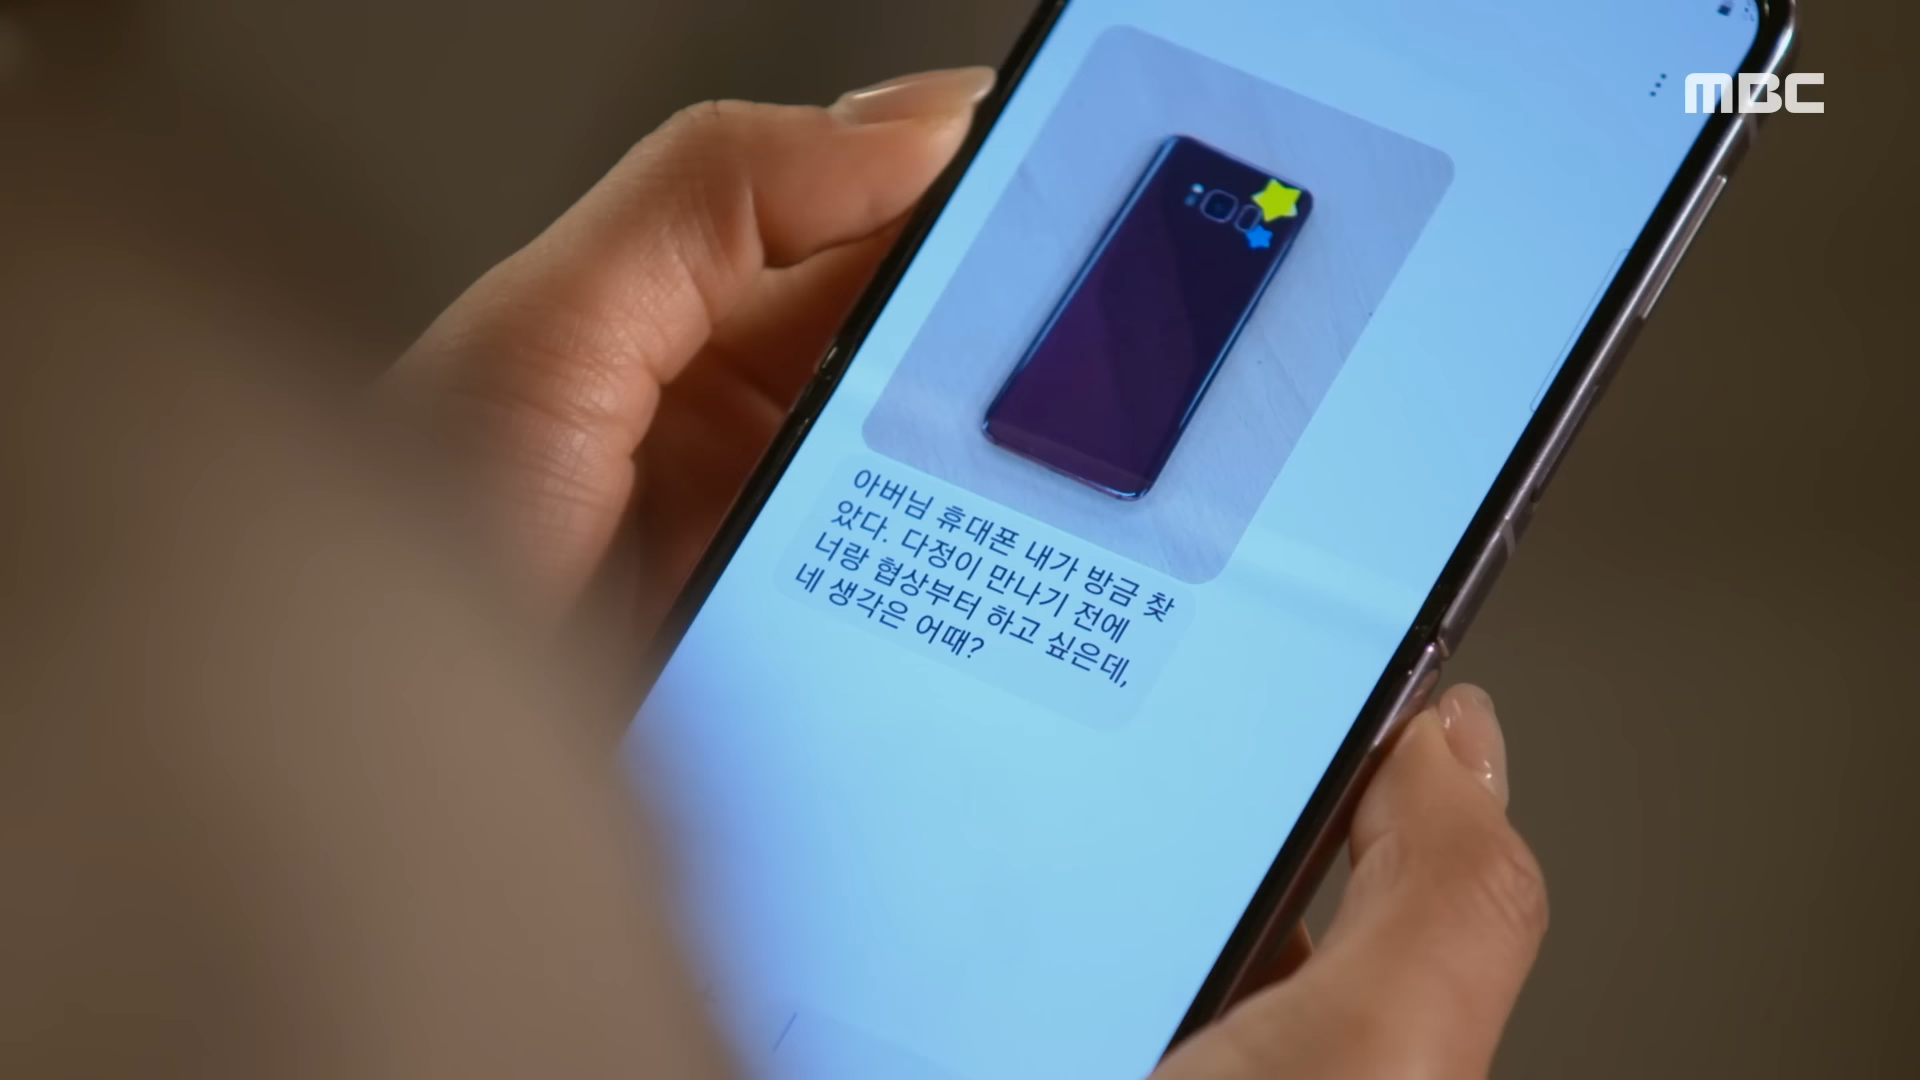 MBC
아버님 휴대폰 내가 방금 찾
았다. 다정이 만나기 전에
너랑 협상부터 하고 싶은데,
네 생각은 어때?